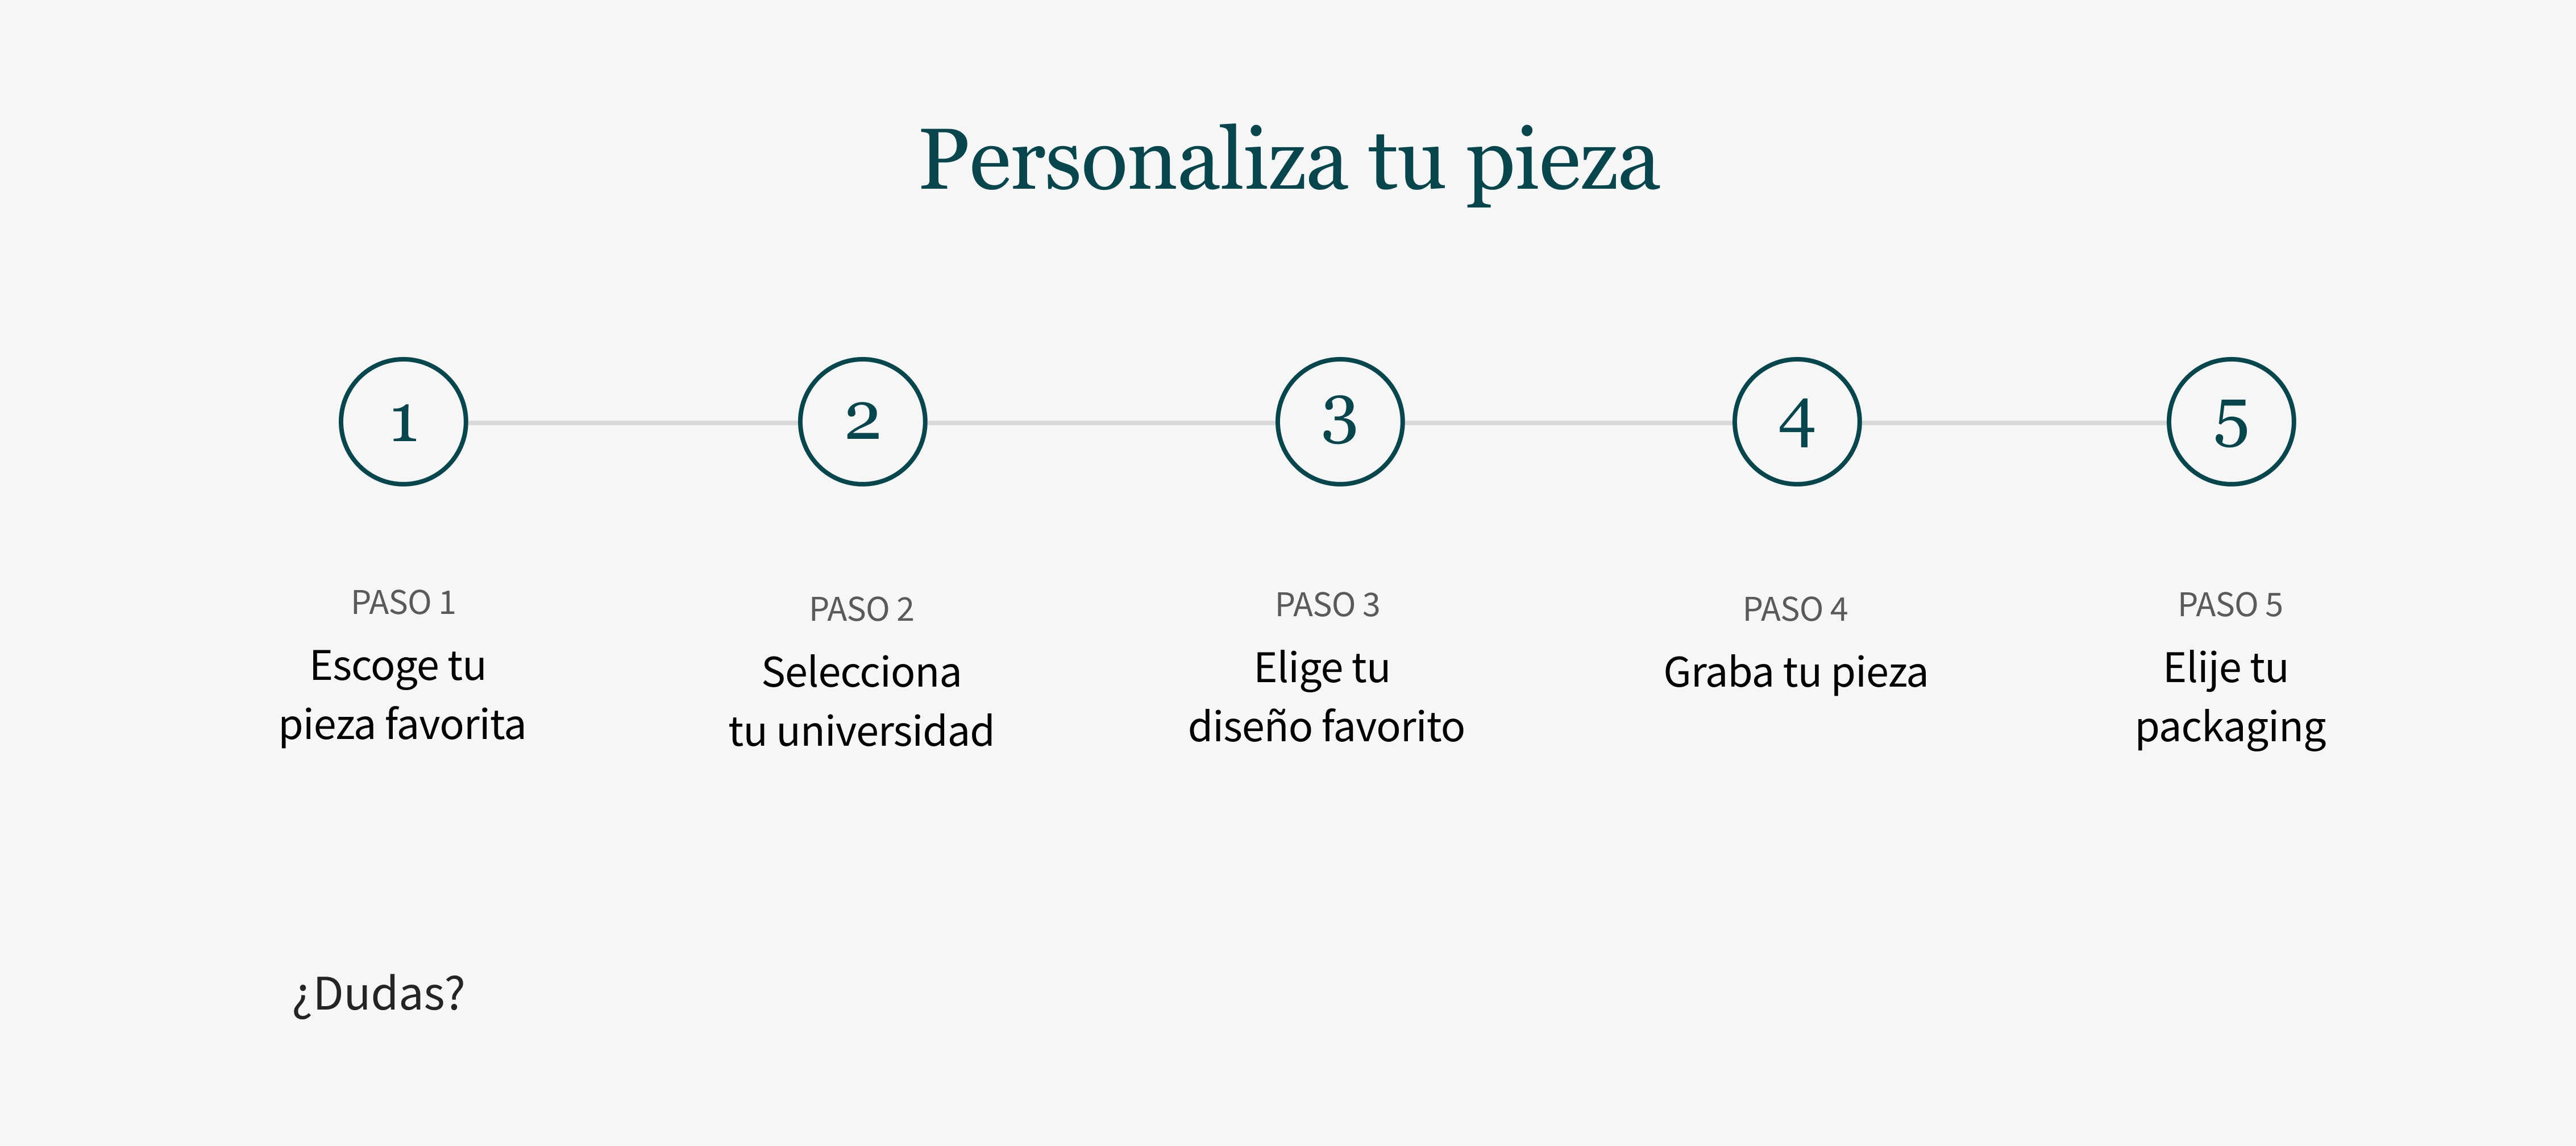 Personaliza tu pieza
1
2
3
4
5
PASO 1
Escoge tu
pieza favorita
PASO 2
Selecciona
tu universidad
PASO 3
Elige tu
diseño favorito
PASO 4
Graba tu pieza
PASO 5
Elije tu
packaging
¿Dudas?